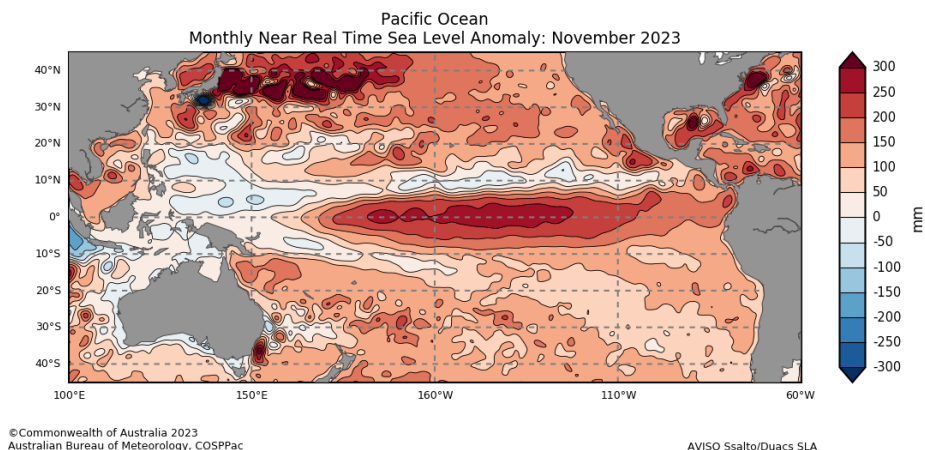 Pacific Ocean
Monthly Near Real Time Sea Level Anomaly: November 2023
40°N
30°N
20°N
10°N
0°
10°S
20°S
30°S
40°S
100°E
150°E
160°W
110°W
60°W
300
250
200
150
100
50
0
-50
-100
-150
-200
-250
-300
mm
©Commonwealth of Australia 2023
Australian Bureau of Meteorology, COSPPac
AVISO Ssalto/Duacs SLA